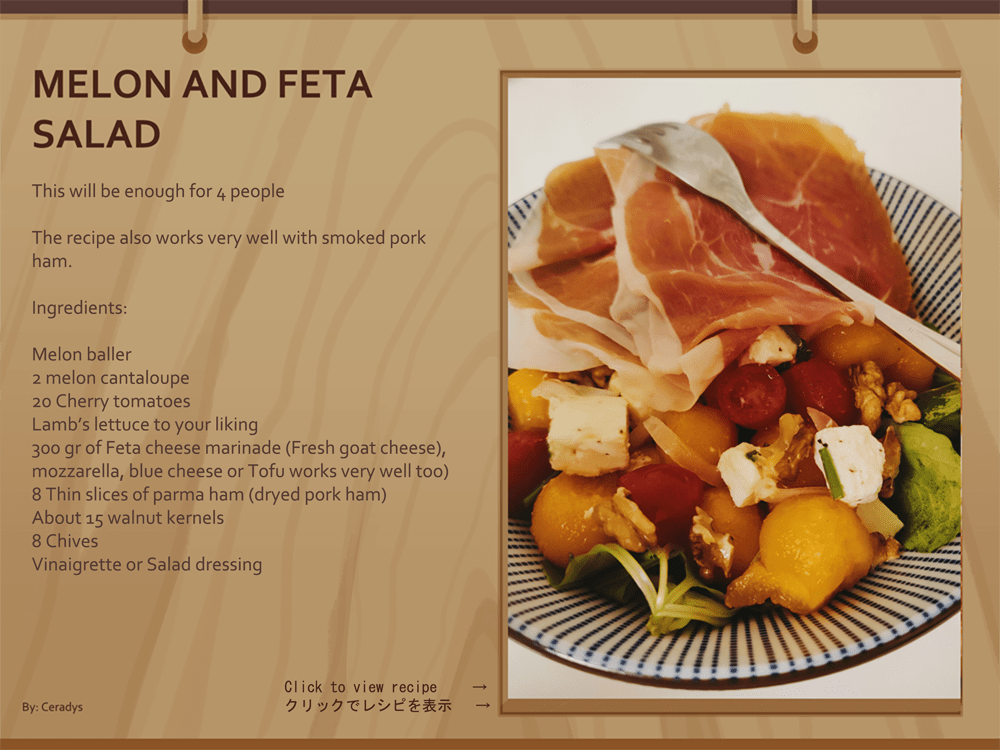 MELON AND FETA
SALAD
This will be enough for 4 people
The recipe also works very well with smoked pork
ham.
Ingredients:
Melon baller
2 melon cantaloupe
20 Cherry tomatoes
Lamb's lettuce to your liking
300 gr of Feta cheese marinade (Fresh goat cheese),
mozzarella, blue cheese or Tofu works very well too)
8 Thin slices of parma ham (dryed pork ham)
About 15 walnut kernels
8 Chives
Vinaigrette or Salad dressing
Click to view recipe →
クリックでレシピを表示 →
By: Ceradys